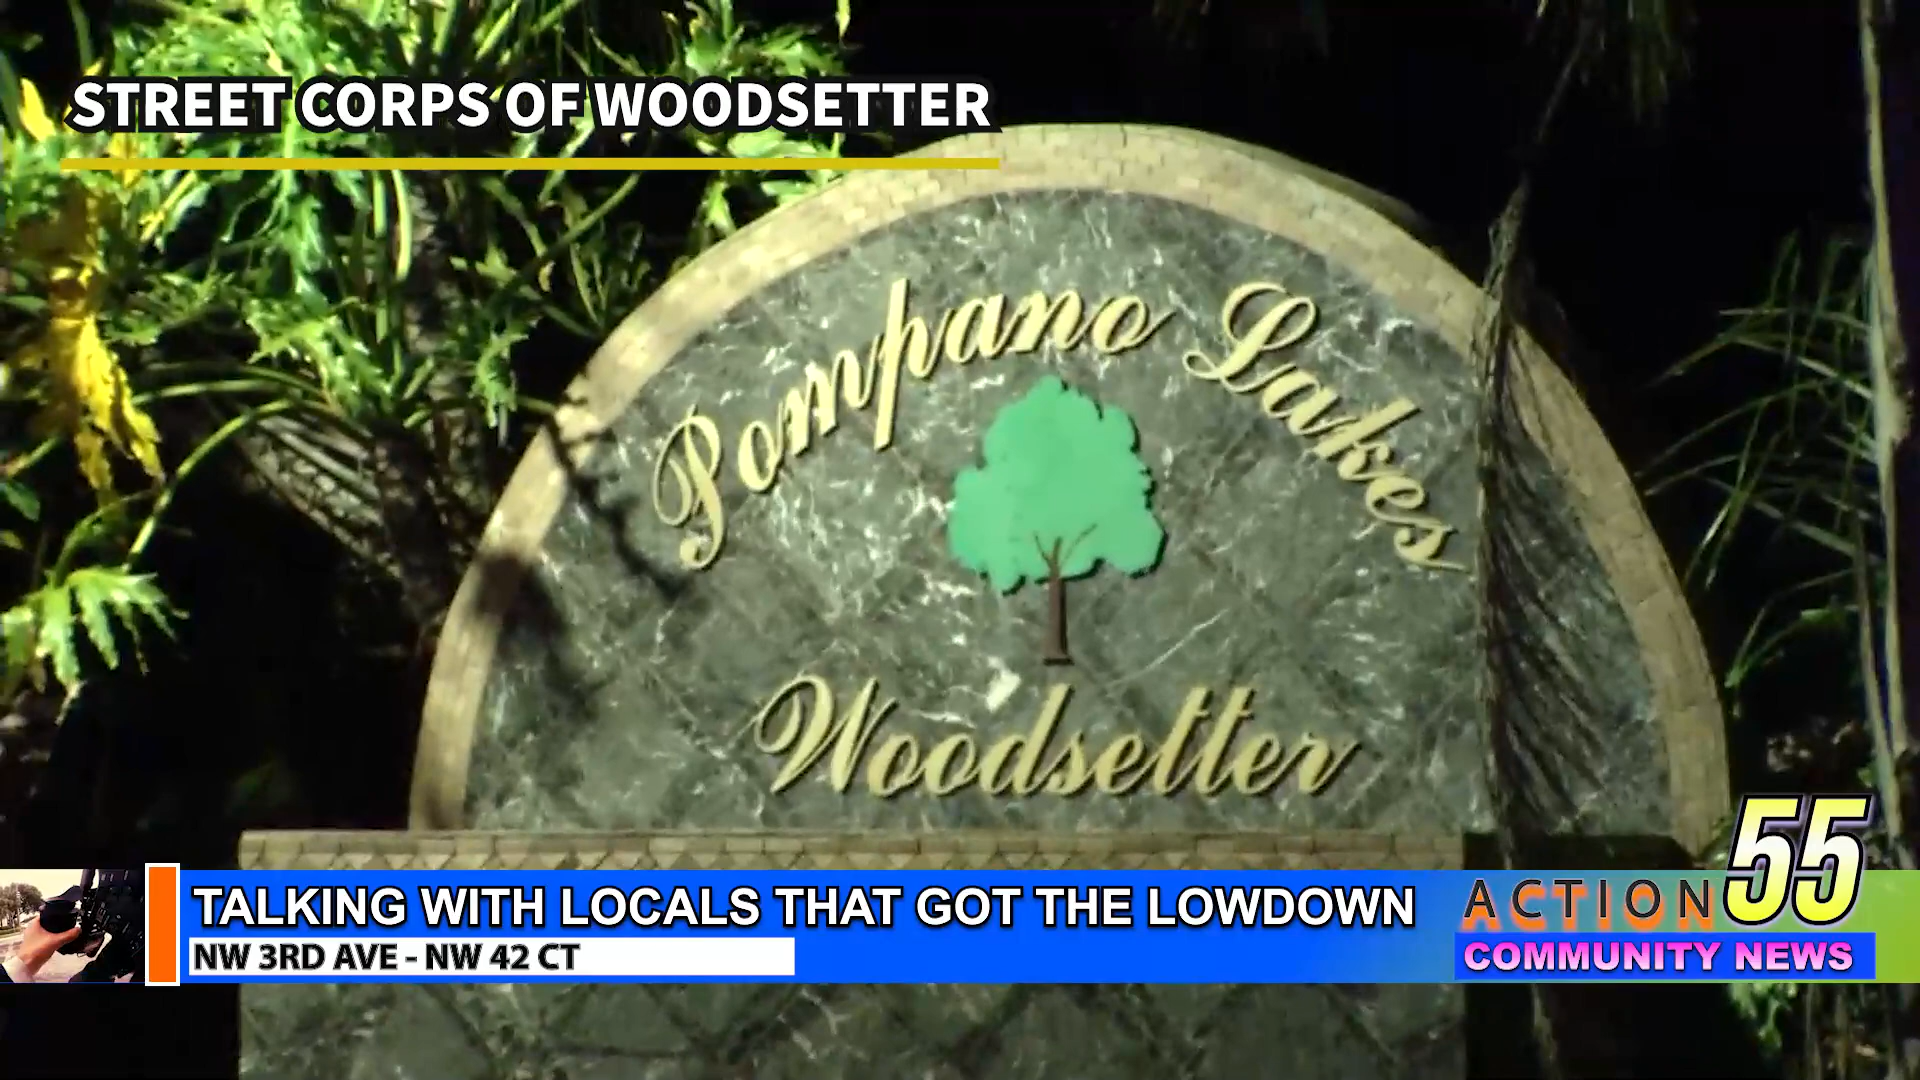 STREET CORPS OF WOODSETTER
Pompano Lakes
Woodsetter
TALKING WITH LOCALS THAT GOT THE LOWDOWN
NW 3RD AVE - NW 42 CT
ACTION 55
COMMUNITY NEWS